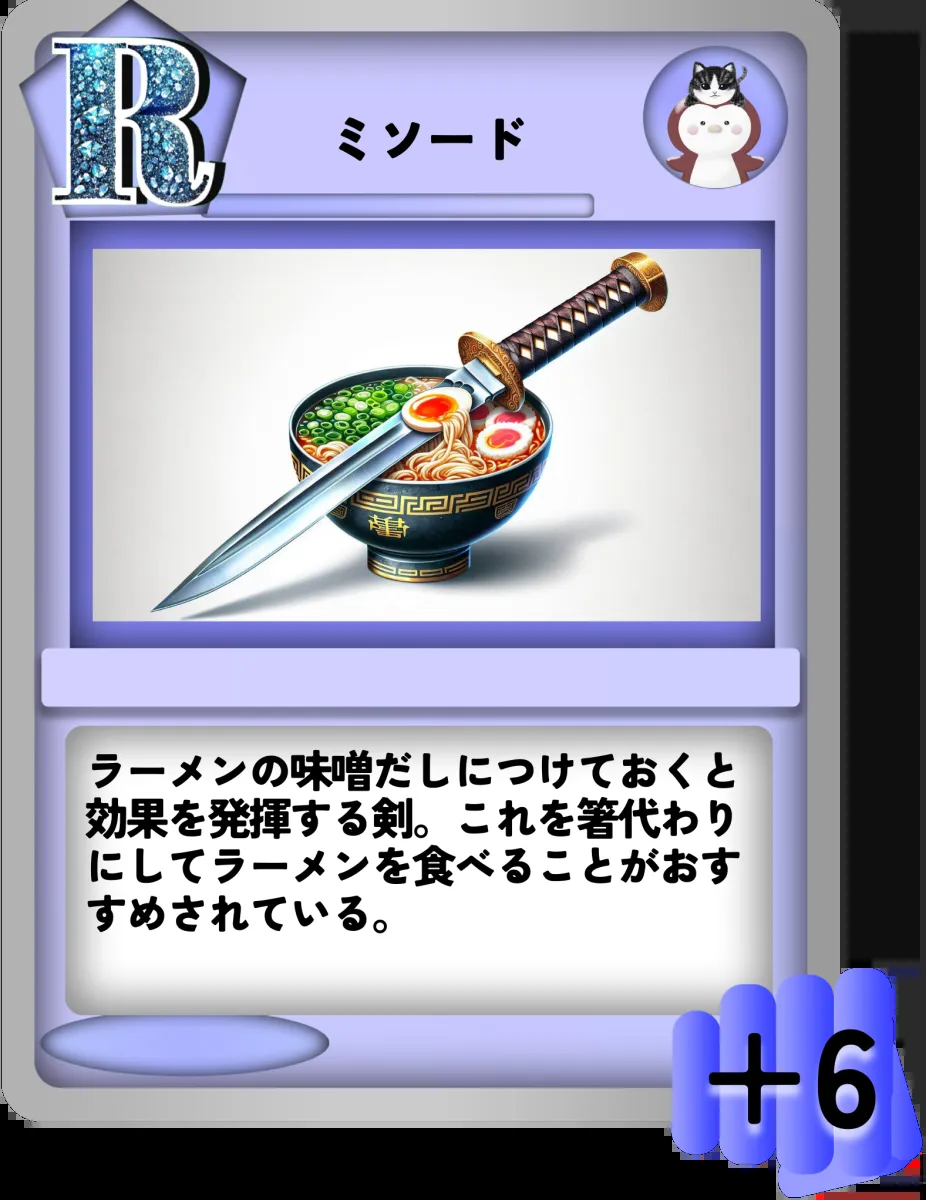 R
ミソード
ラーメンの味噌だしにつけておくと
効果を発揮する剣。これを箸代わり
にしてラーメンを食べることがおす
すめされている。
+6